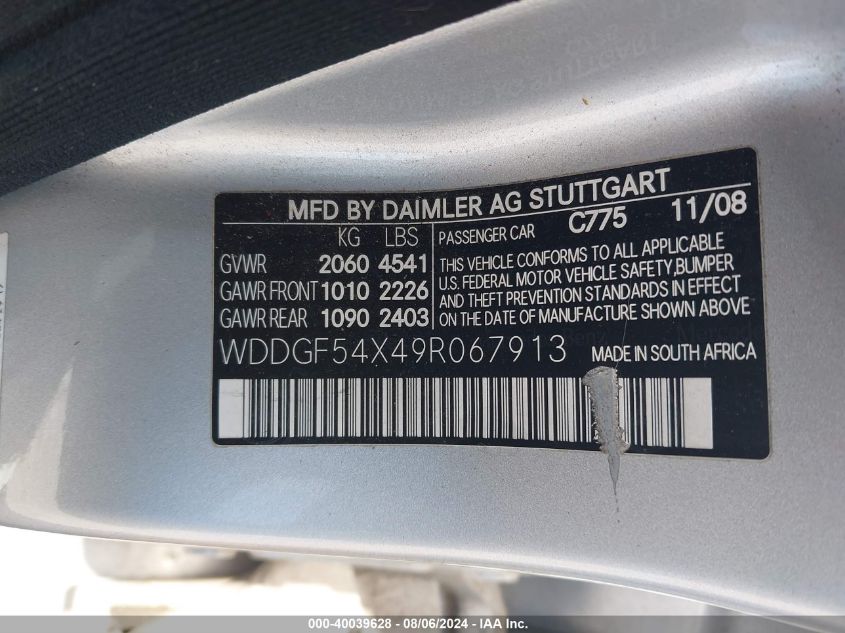 MFD BY DAIMLER AG STUTTGART
KG LBS
GVWR 2060 4541
GAWR FRONT 1010 2226
GAWR REAR 1090 2403
PASSENGER CAR C775 11/08
THIS VEHICLE CONFORMS TO ALL APPLICABLE
U.S. FEDERAL MOTOR VEHICLE SAFETY,BUMPER
AND THEFT PREVENTION STANDARDS IN EFFECT
ON THE DATE OF MANUFACTURE SHOWN ABOVE
WDDGF54X49R067913 MADE IN SOUTH AFRICA
000-40039628 - 08/06/2024 - IAA Inc.